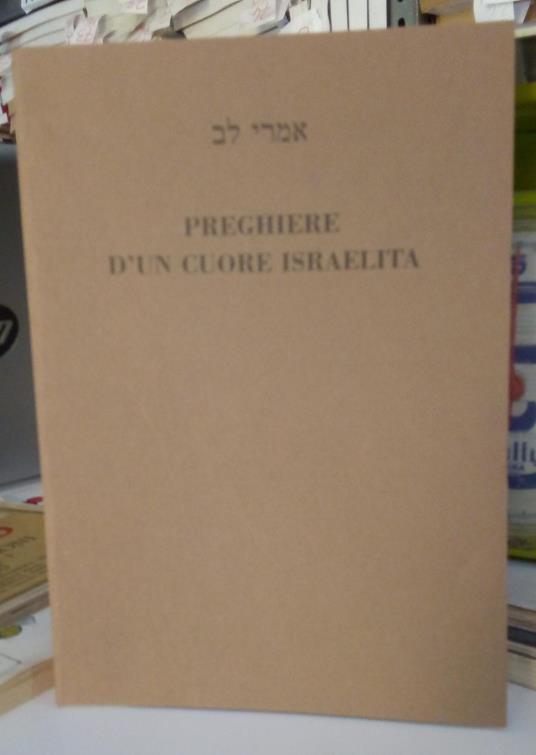 אמרי לב
PREGHIERE
D'UN CUORE ISRAELITA